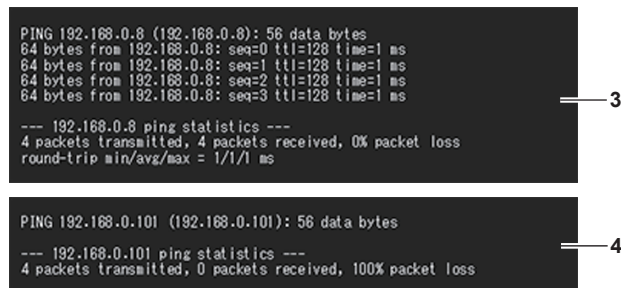 PING 192.168.0.8 (192.168.0.8): 56 data bytes
64 bytes from 192.168.0.8: seq=0 ttl=128 time=1 ms
64 bytes from 192.168.0.8: seq=1 ttl=128 time=1 ms
64 bytes from 192.168.0.8: seq=2 ttl=128 time=1 ms
64 bytes from 192.168.0.8: seq=3 ttl=128 time=1 ms
3
--- 192.168.0.8 ping statistics ---
4 packets transmitted, 4 packets received, 0% packet loss
round-trip min/avg/max = 1/1/1 ms
PING 192.168.0.101 (192.168.0.101): 56 data bytes
4
--- 192.168.0.101 ping statistics ---
4 packets transmitted, 0 packets received, 100% packet loss